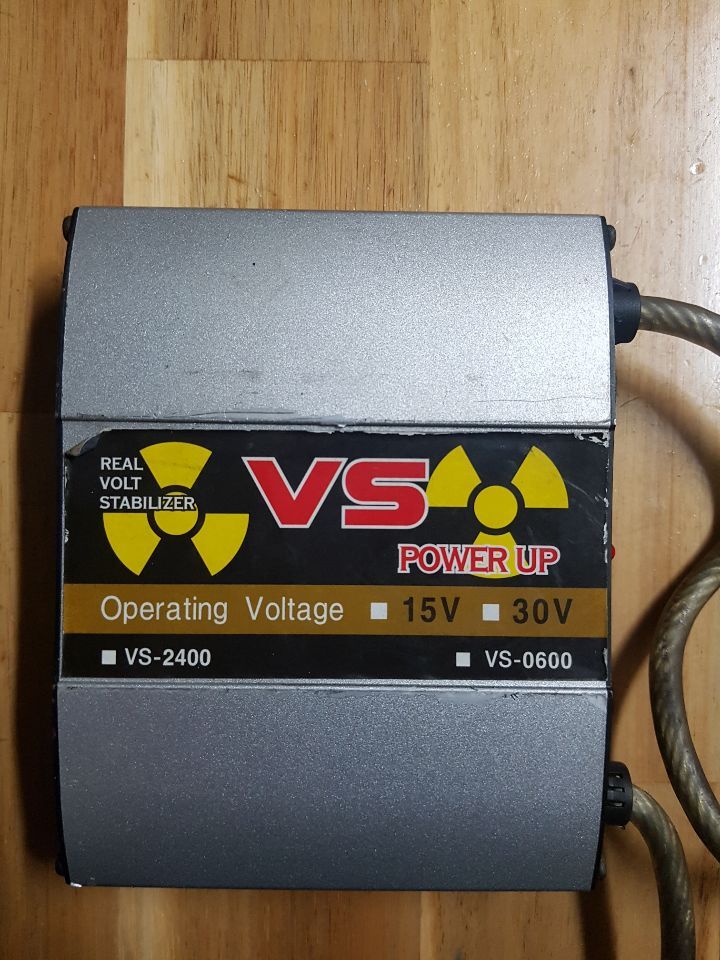 REAL
VOLT
STABILIZER
VS
POWER UP
Operating Voltage 15V 30V
VS-2400 VS-0600